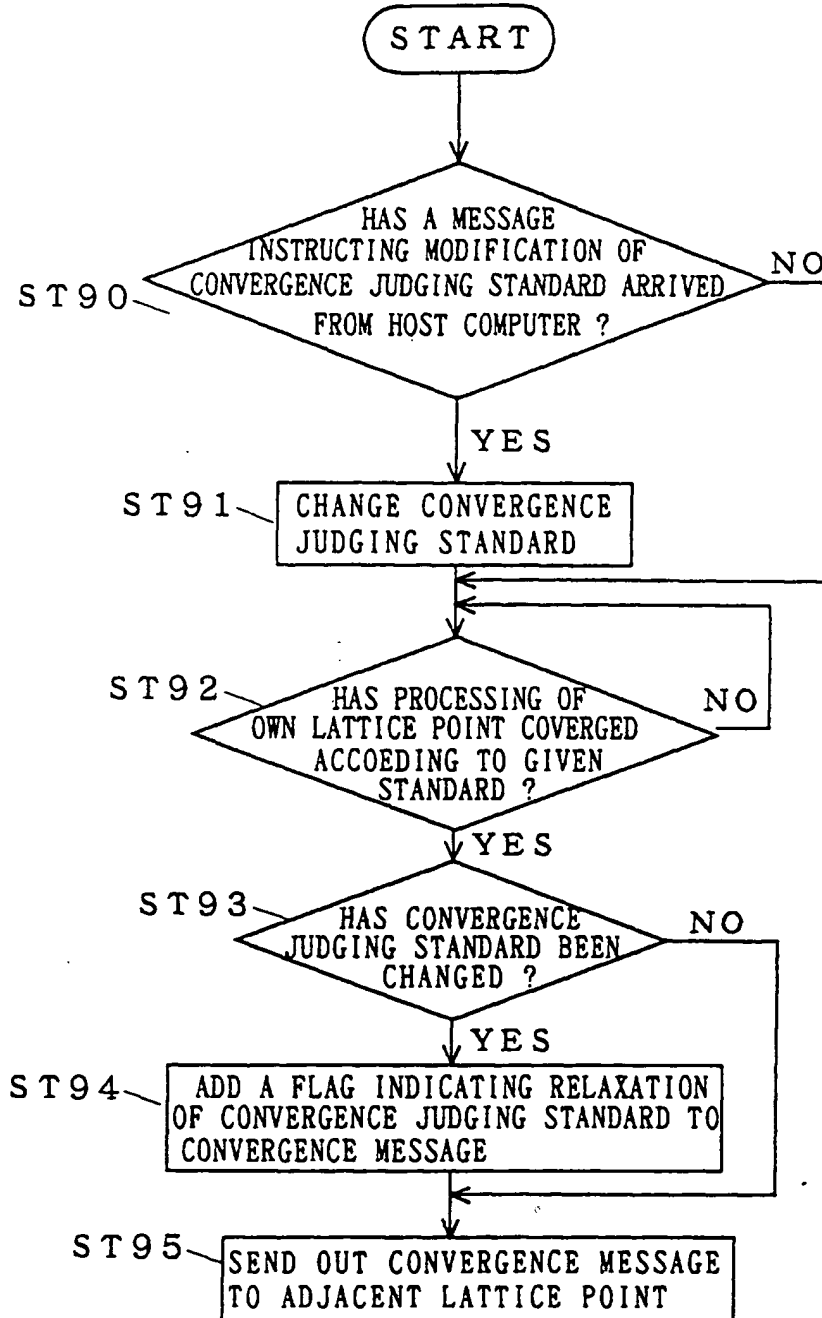 START
HAS A MESSAGE
INSTRUCTING MODIFICATION OF
CONVERGENCE JUDGING STANDARD ARRIVED
FROM HOST COMPUTER ?
NO
ST90
YES
ST91
CHANGE CONVERGENCE
JUDGING STANDARD
ST92
HAS PROCESSING OF
OWN LATTICE POINT COVERGED
ACCOEDING TO GIVEN
STANDARD ?
NO
YES
ST93
HAS CONVERGENCE
JUDGING STANDARD BEEN
CHANGED ?
NO
YES
ST94
ADD A FLAG INDICATING RELAXATION
OF CONVERGENCE JUDGING STANDARD TO
CONVERGENCE MESSAGE
ST95
SEND OUT CONVERGENCE MESSAGE
TO ADJACENT LATTICE POINT